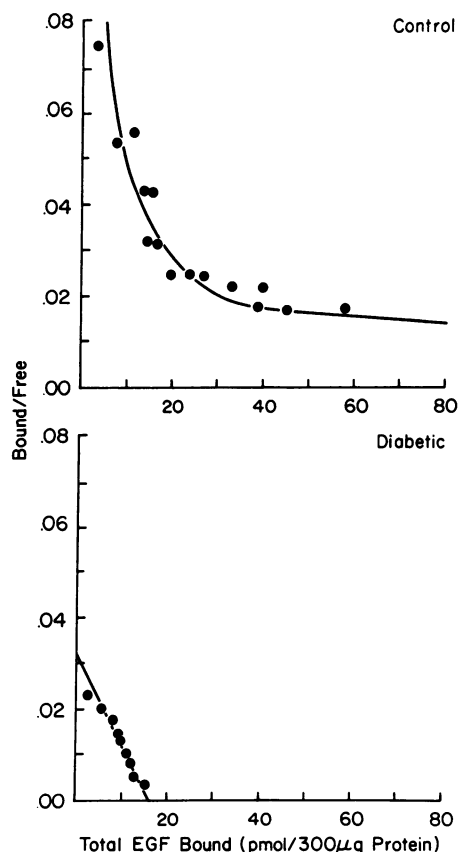 Control
.08
.06
.04
.02
.00
20 40 60 80
Bound/Free
Diabetic
.08
.06
.04
.02
.00
0 20 40 60 80
Total EGF Bound (pmol/300µg Protein)